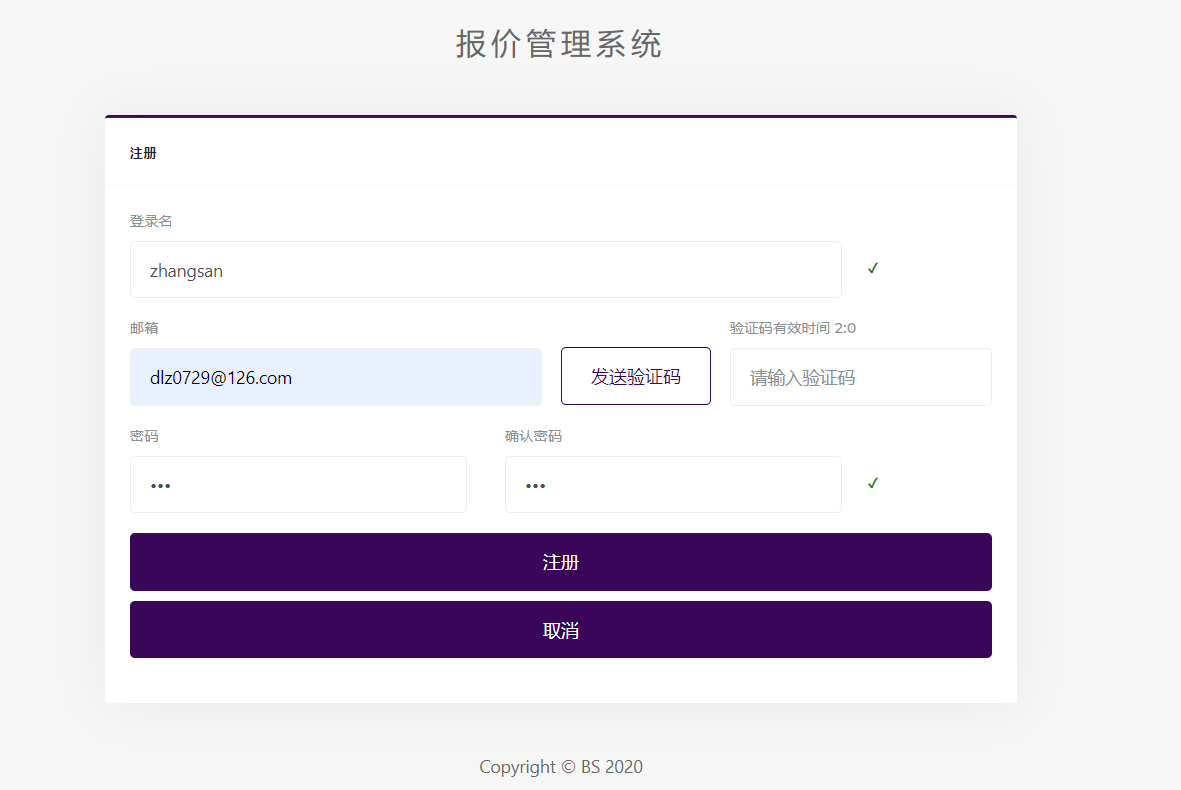 报价管理系统
注册
登录名
zhangsan ✓
邮箱 验证码有效时间 2:0
dlz0729@126.com 发送验证码 请输入验证码
密码 确认密码
••• ••• ✓
注册
取消
Copyright © BS 2020